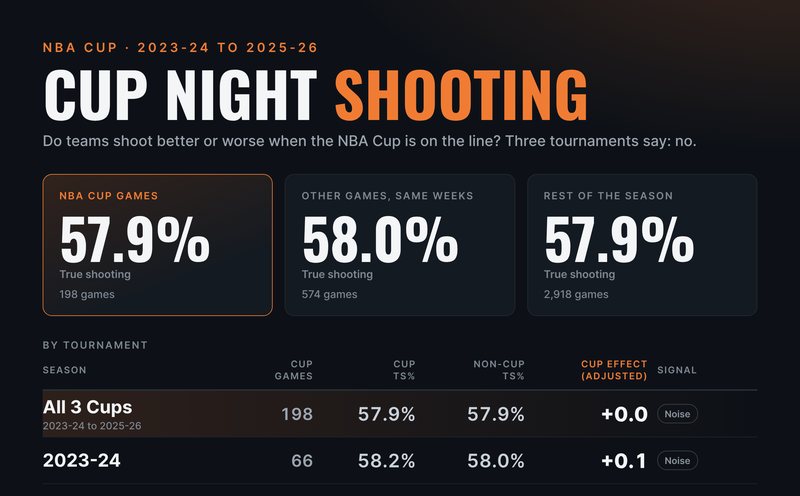 NBA CUP · 2023-24 TO 2025-26
CUP NIGHT SHOOTING
Do teams shoot better or worse when the NBA Cup is on the line? Three tournaments say: no.
NBA CUP GAMES
57.9%
True shooting
198 games
OTHER GAMES, SAME WEEKS
58.0%
True shooting
574 games
REST OF THE SEASON
57.9%
True shooting
2,918 games
BY TOURNAMENT
SEASON
CUP
GAMES
CUP
TS%
NON-CUP
TS%
CUP EFFECT
(ADJUSTED)
SIGNAL
All 3 Cups
2023-24 to 2025-26
198
57.9%
57.9%
+0.0
Noise
2023-24
66
58.2%
58.0%
+0.1
Noise